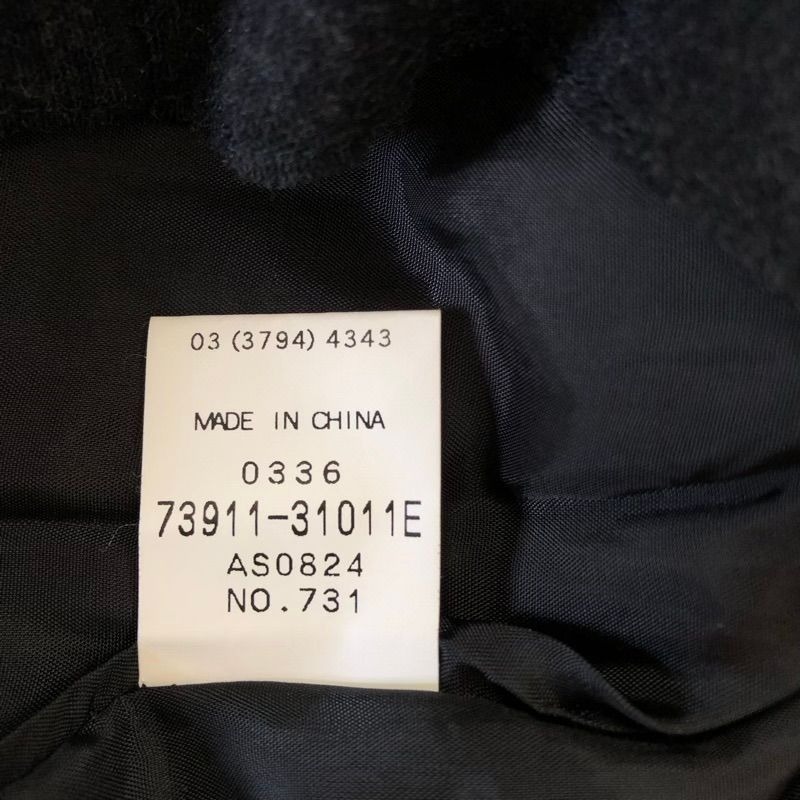 03 (3794) 4343
MADE IN CHINA
0336
73911-31011E
AS0824
NO.731